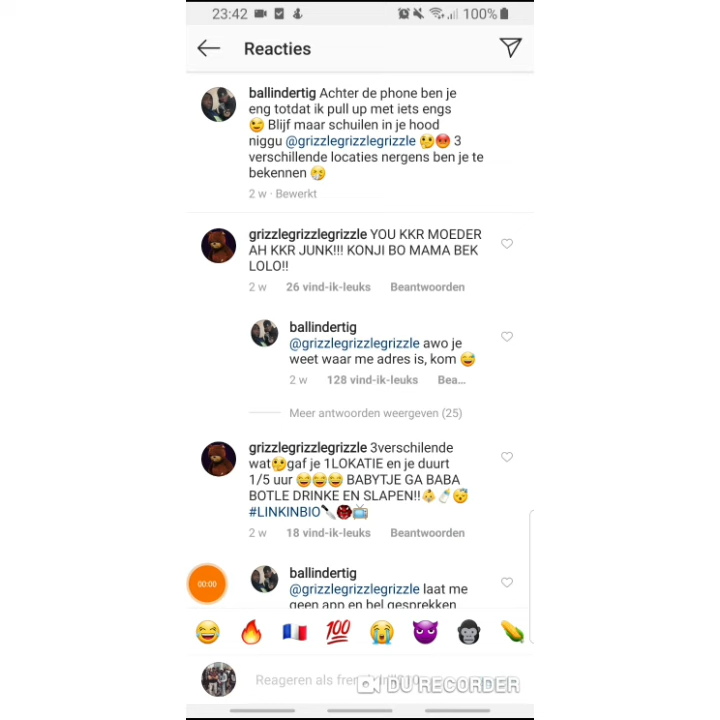 23:42 100%
Reacties
ballindertig Achter de phone ben je
eng totdat ik pull up met iets engs
😉 Blijf maar schuilen in je hood
niggu @grizzlegrizzlegrizzle 🤔😡 3
verschillende locaties nergens ben je te
bekennen 🤧
2 w · Bewerkt
grizzlegrizzlegrizzle YOU KKR MOEDER
AH KKR JUNK!!! KONJI BO MAMA BEK
LOLO!!
2 w 26 vind-ik-leuks Beantwoorden
ballindertig
@grizzlegrizzlegrizzle awo je
weet waar me adres is, kom 😅
2 w 128 vind-ik-leuks Bea...
Meer antwoorden weergeven (25)
grizzlegrizzlegrizzle 3verschilende
wat🤔gaf je 1LOKATIE en je duurt
1/5 uur 😂😂😂 BABYTJE GA BABA
BOTLE DRINKE EN SLAPEN!!👶🍼😴
#LINKINBIO🔪👹📺
2 w 18 vind-ik-leuks Beantwoorden
00:00
ballindertig
@grizzlegrizzlegrizzle laat me
geen app en bel gesprekken
😂 🔥 🇫🇷 💯 😭 😈 🦍 🌽
Reageren als
DU RECORDER